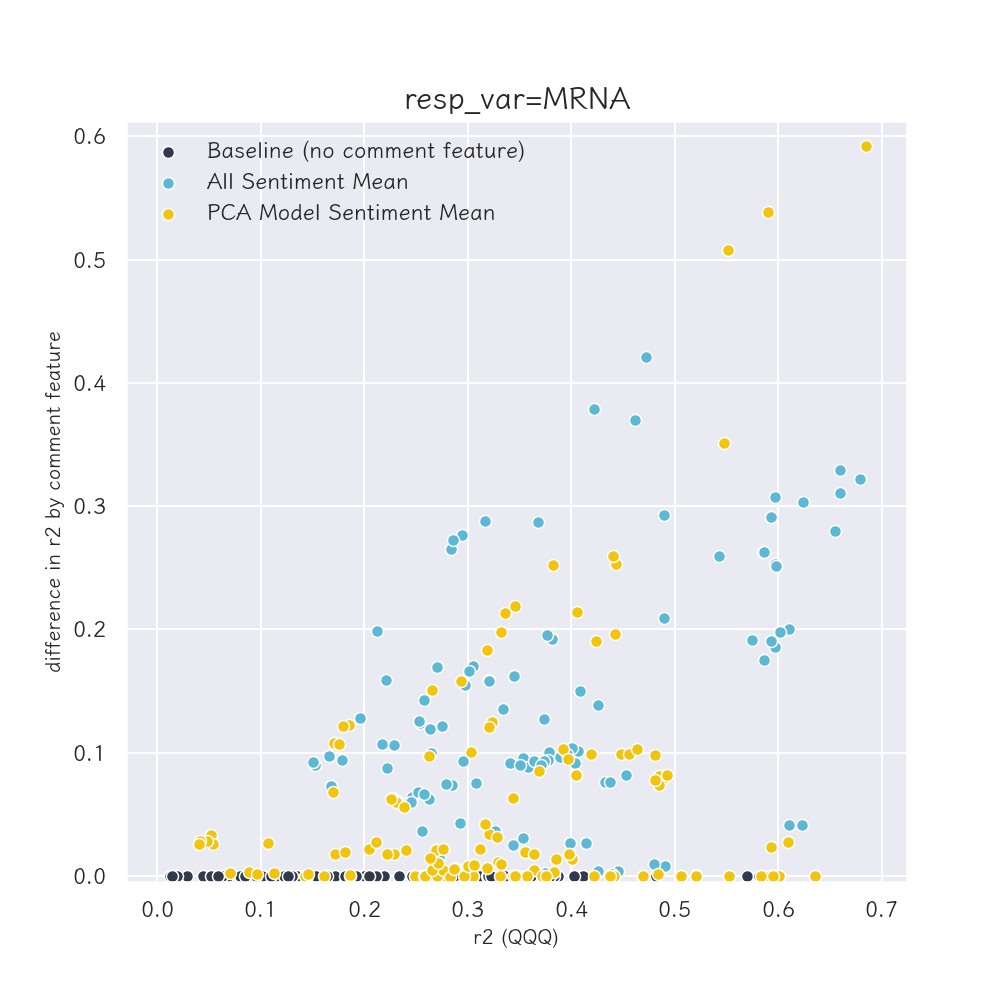 resp_var=MRNA
Baseline (no comment feature)
All Sentiment Mean
PCA Model Sentiment Mean
difference in r2 by comment feature
0.6
0.5
0.4
0.3
0.2
0.1
0.0
0.0 0.1 0.2 0.3 0.4 0.5 0.6 0.7
r2 (QQQ)